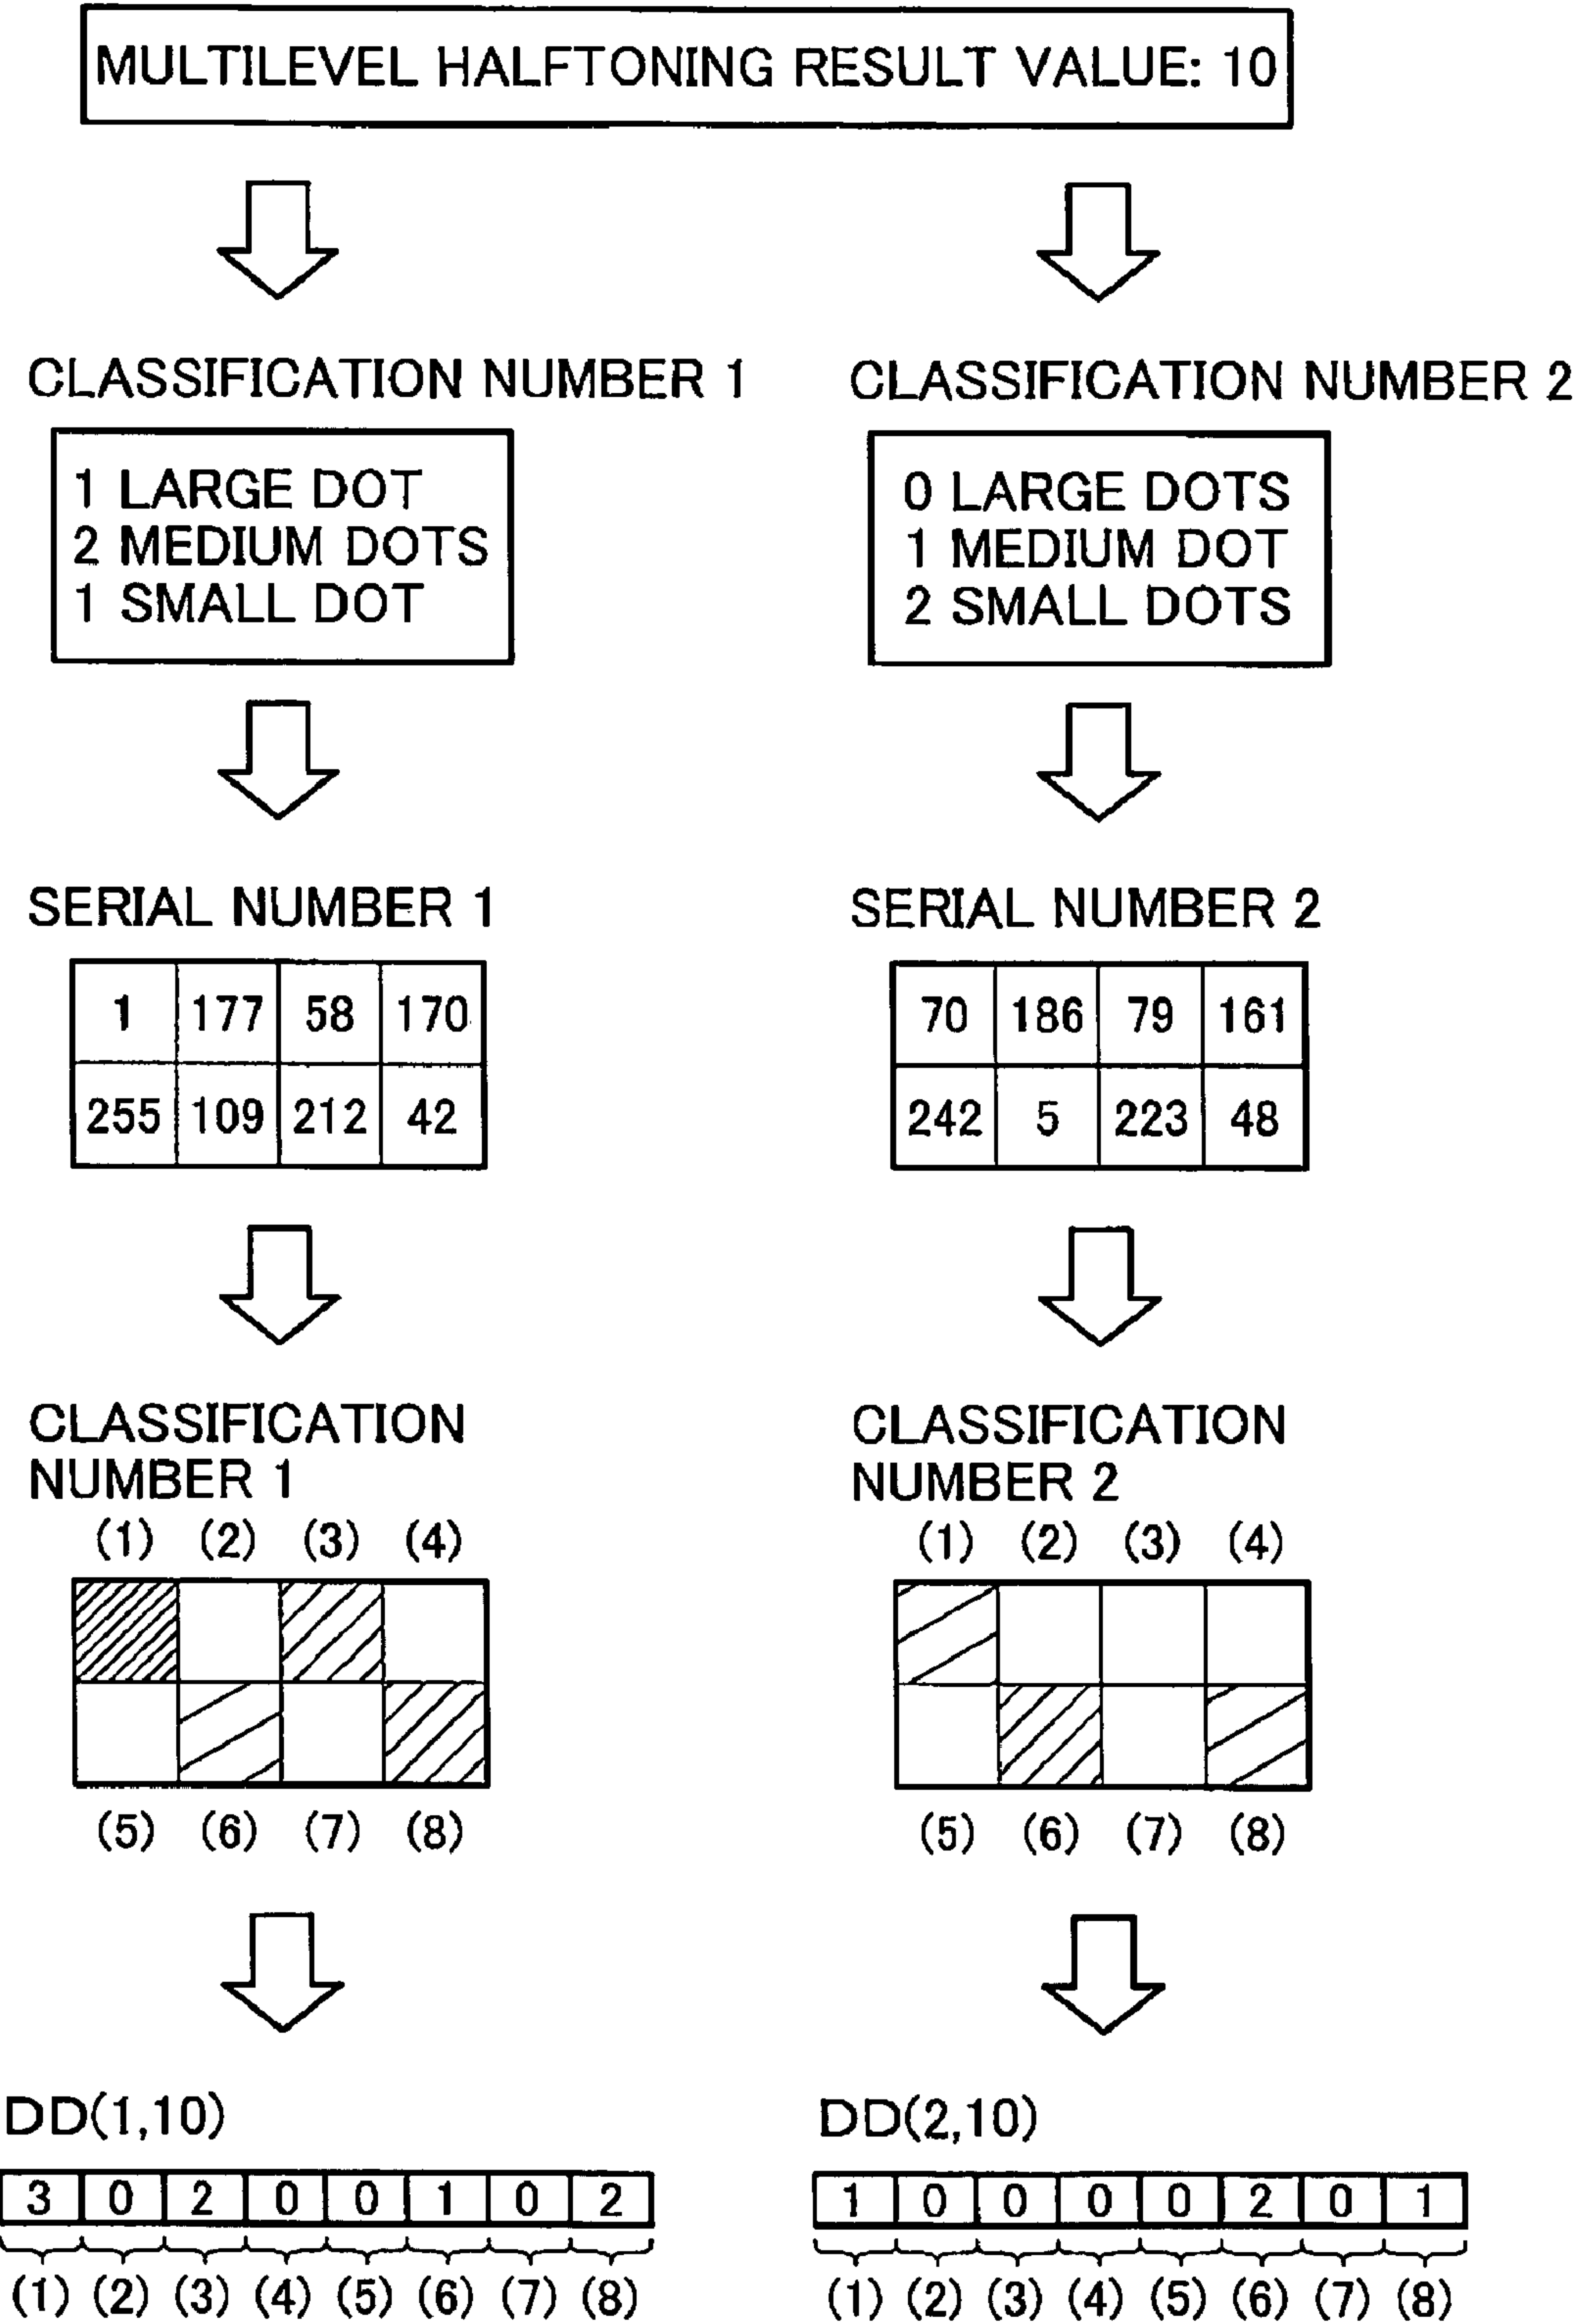 MULTILEVEL HALFTONING RESULT VALUE: 10
CLASSIFICATION NUMBER 1
1 LARGE DOT
2 MEDIUM DOTS
1 SMALL DOT
SERIAL NUMBER 1
1 177 58 170
255 109 212 42
CLASSIFICATION
NUMBER 1
(1) (2) (3) (4)
(5) (6) (7) (8)
DD(1,10)
3 0 2 0 0 1 0 2
(1) (2) (3) (4) (5) (6) (7) (8)
CLASSIFICATION NUMBER 2
0 LARGE DOTS
1 MEDIUM DOT
2 SMALL DOTS
SERIAL NUMBER 2
70 186 79 161
242 5 223 48
CLASSIFICATION
NUMBER 2
(1) (2) (3) (4)
(5) (6) (7) (8)
DD(2,10)
1 0 0 0 0 2 0 1
(1) (2) (3) (4) (5) (6) (7) (8)